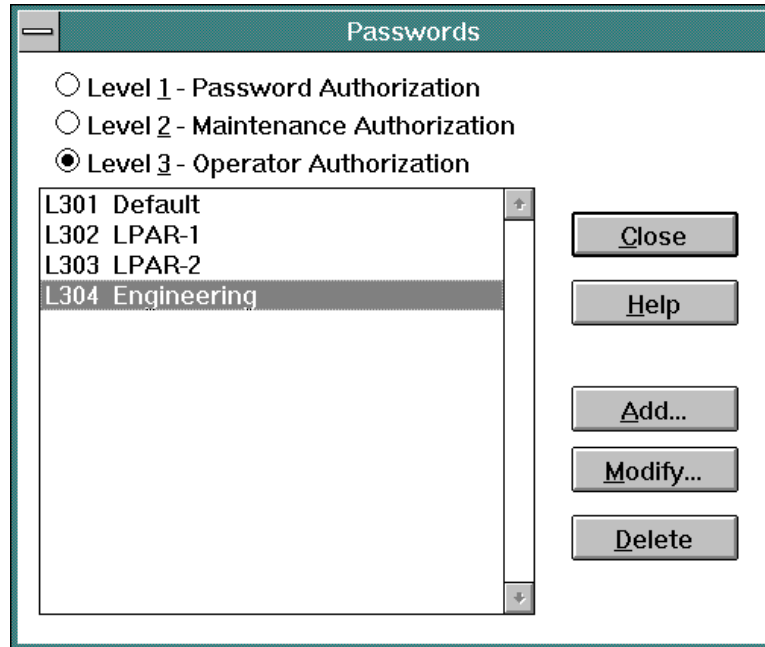 Passwords
Level 1 - Password Authorization
Level 2 - Maintenance Authorization
Level 3 - Operator Authorization
L301 Default
L302 LPAR-1
L303 LPAR-2
L304 Engineering
Close
Help
Add...
Modify...
Delete